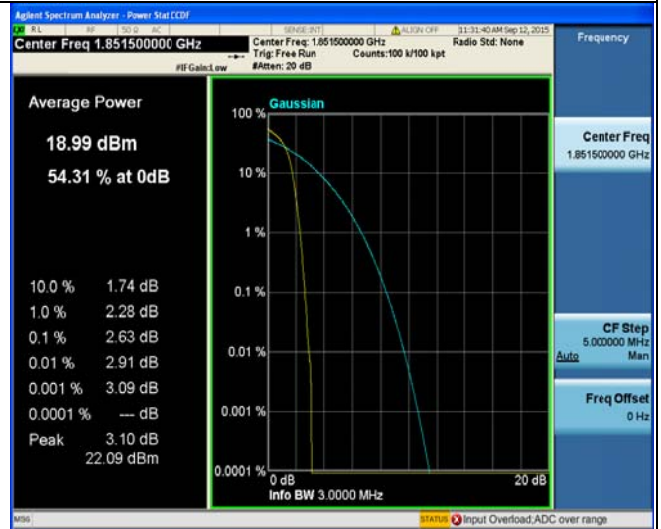 Agilent Spectrum Analyzer - Power Stat CCDF
RL RF 50 Ω AC SENSE:INT ALIGN OFF 11:31:40 AM Sep 12, 2015
Center Freq 1.851500000 GHz
Center Freq: 1.851500000 GHz Radio Std: None
Trig: Free Run Counts:100 k/100 kpt
#IFGain:Low #Atten: 20 dB
Frequency
Average Power
18.99 dBm
54.31 % at 0dB
10.0 % 1.74 dB
1.0 % 2.28 dB
0.1 % 2.63 dB
0.01 % 2.91 dB
0.001 % 3.09 dB
0.0001 % --- dB
Peak 3.10 dB
22.09 dBm
Gaussian
100 %
10 %
1 %
0.1 %
0.01 %
0.001 %
0.0001 %
0 dB 20 dB
Info BW 3.0000 MHz
Center Freq
1.851500000 GHz
CF Step
5.000000 MHz
Auto Man
Freq Offset
0 Hz
MSG STATUS Input Overload;ADC over range